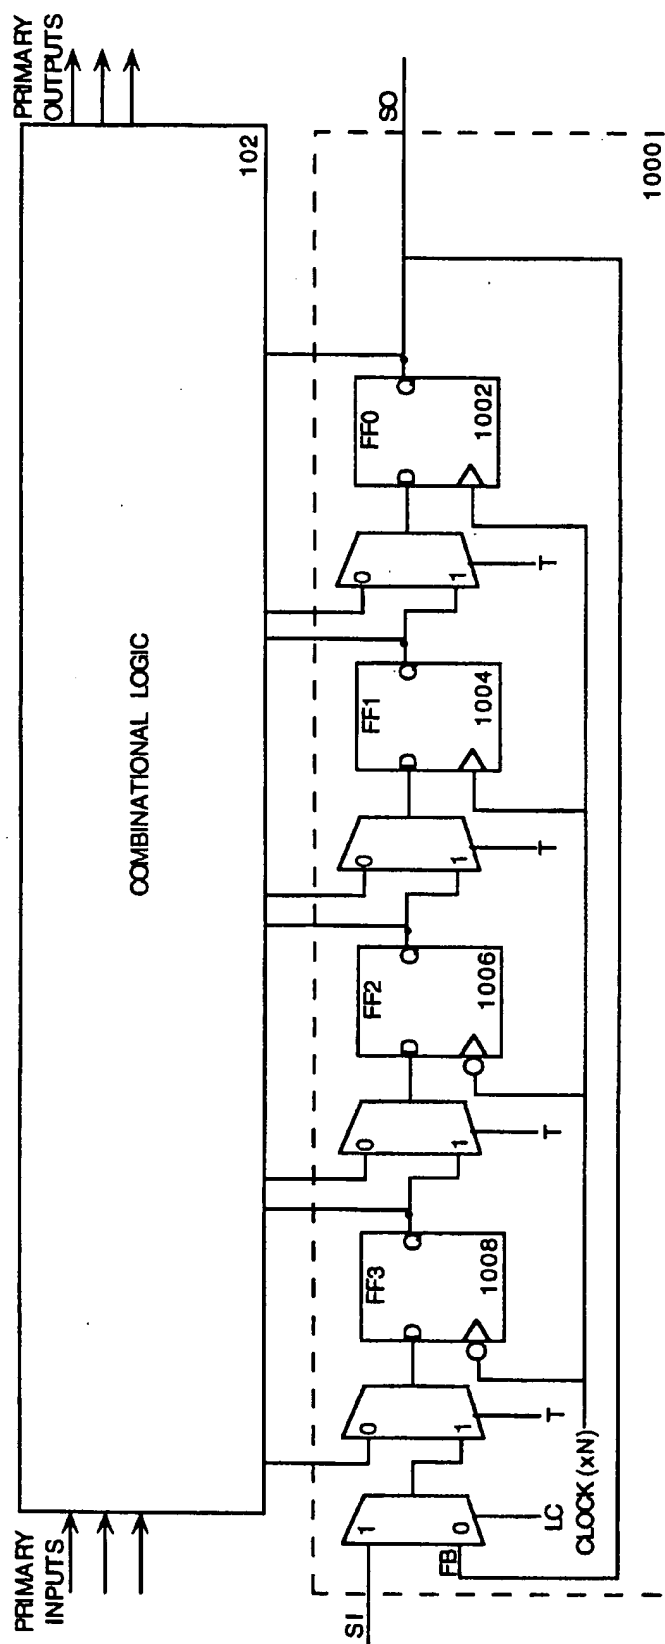 PRIMARY
INPUTS
PRIMARY
OUTPUTS
COMBINATIONAL LOGIC
102
SI
1
0
FB
LC
0
1
T
FF3
D
Q
1008
0
1
T
FF2
D
Q
1006
0
1
T
FF1
D
Q
1004
0
1
T
FF0
D
Q
1002
SO
CLOCK (xN)
1000